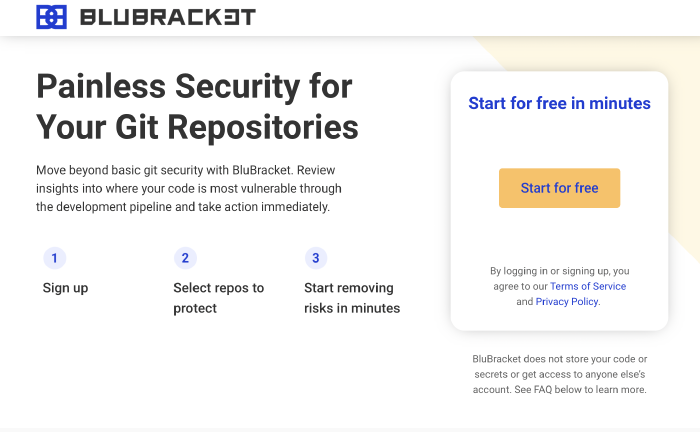 BLUBRACKET
Painless Security for
Your Git Repositories
Move beyond basic git security with BluBracket. Review
insights into where your code is most vulnerable through
the development pipeline and take action immediately.
1
Sign up
2
Select repos to
protect
3
Start removing
risks in minutes
Start for free in minutes
Start for free
By logging in or signing up, you
agree to our Terms of Service
and Privacy Policy.
BluBracket does not store your code or
secrets or get access to anyone else's
account. See FAQ below to learn more.